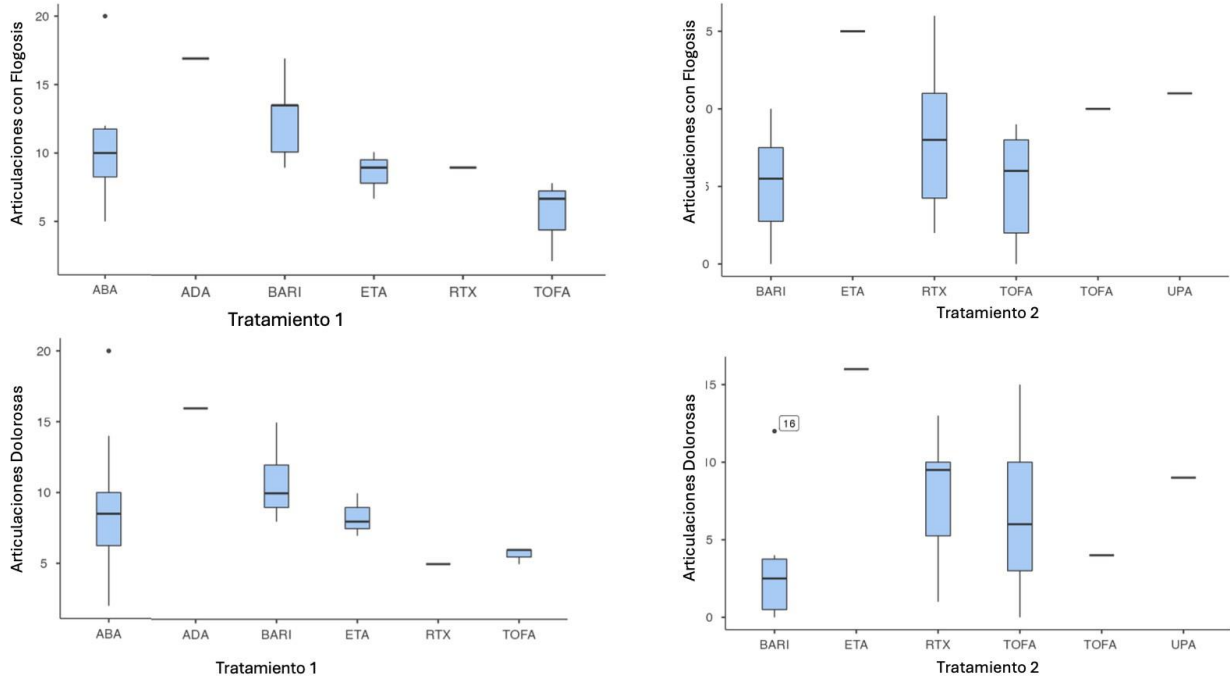 Articulaciones con Flogosis
20
15
10
5
ABA ADA BARI ETA RTX TOFA
Tratamiento 1
Articulaciones con Flogosis
5
0
5
0
BARI ETA RTX TOFA TOFA UPA
Tratamiento 2
Articulaciones Dolorosas
20
15
10
5
ABA ADA BARI ETA RTX TOFA
Tratamiento 1
Articulaciones Dolorosas
15
10
5
0
16
BARI ETA RTX TOFA TOFA UPA
Tratamiento 2